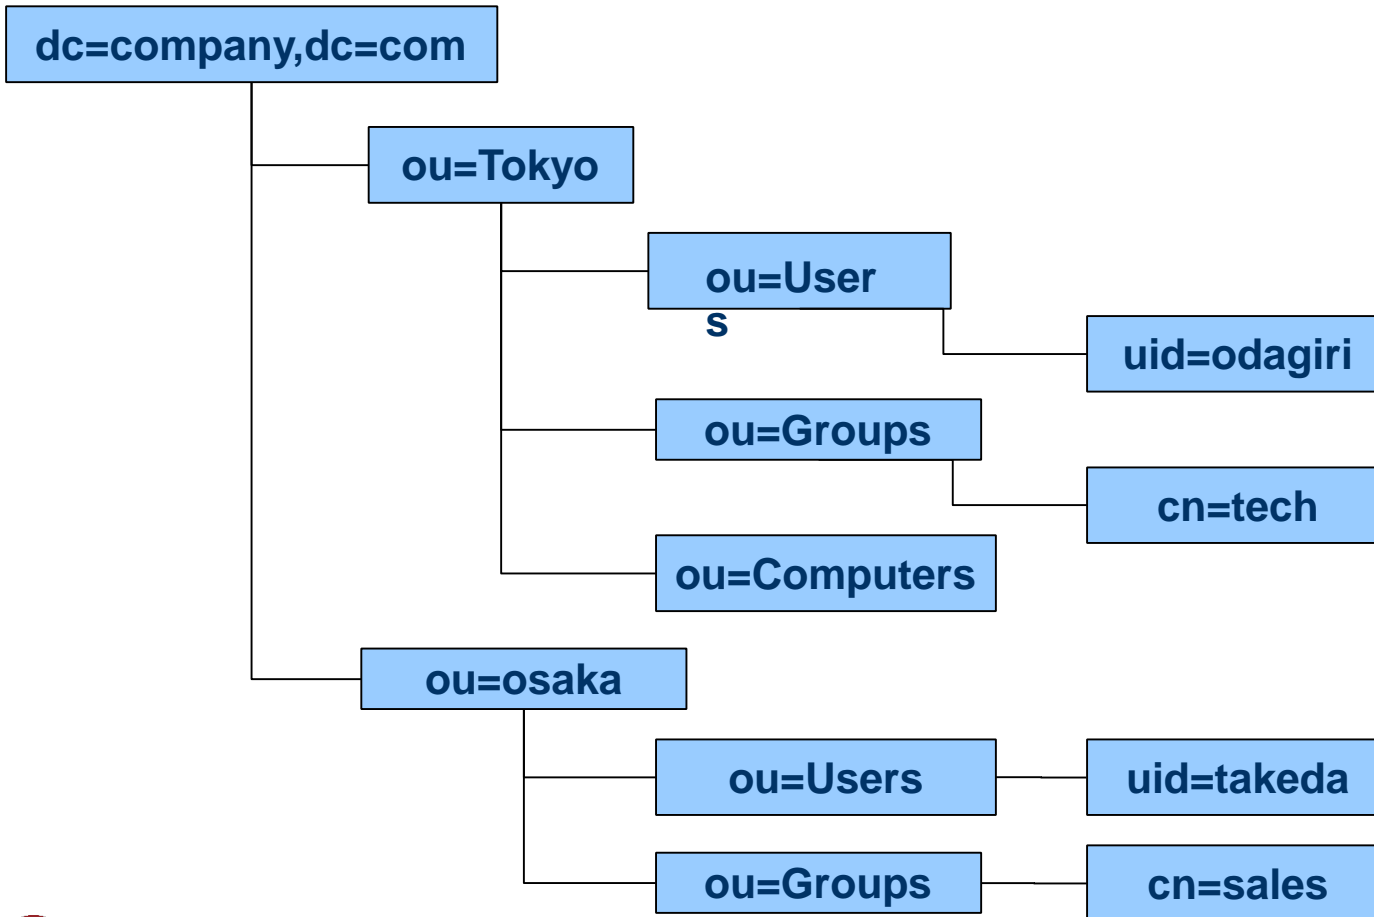 dc=company,dc=com
ou=Tokyo
ou=User
s
uid=odagiri
ou=Groups
cn=tech
ou=Computers
ou=osaka
ou=Users
uid=takeda
ou=Groups
cn=sales